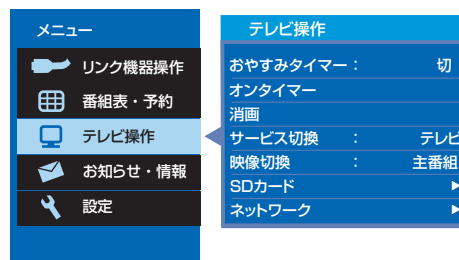 メニュー
リンク機器操作
番組表・予約
テレビ操作
お知らせ・情報
設定
テレビ操作
おやすみタイマー： 切
オンタイマー
消画
サービス切換 ： テレビ
映像切換 ： 主番組
SDカード
ネットワーク